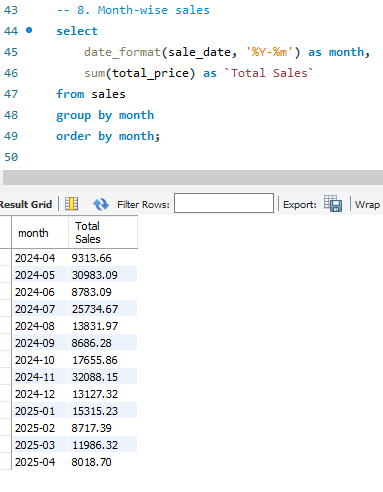 43 -- 8. Month-wise sales
44 select
45 date_format(sale_date, '%Y-%m') as month,
46 sum(total_price) as `Total Sales`
47 from sales
48 group by month
49 order by month;
50
Result Grid Filter Rows: Export: Wrap
month Total Sales
2024-04 9313.66
2024-05 30983.09
2024-06 8783.09
2024-07 25734.67
2024-08 13831.97
2024-09 8686.28
2024-10 17655.86
2024-11 32088.15
2024-12 13127.32
2025-01 15315.23
2025-02 8717.39
2025-03 11986.32
2025-04 8018.70